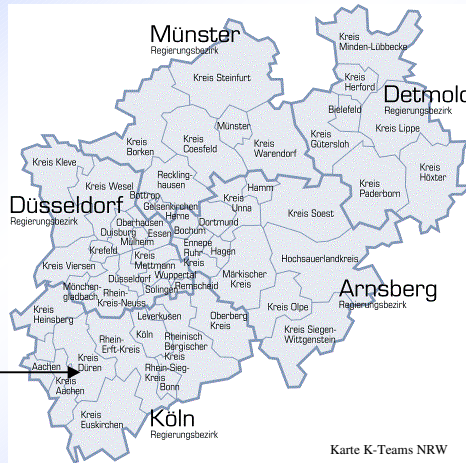 Münster
Regierungsbezirk
Kreis
Minden-Lübbecke
Kreis Steinfurt
Kreis
Herford
Detmold
Regierungsbezirk
Bielefeld
Münster
Kreis Lippe
Kreis
Gütersloh
Kreis
Borken
Kreis
Coesfeld
Kreis
Warendorf
Kreis Kleve
Reckling-
hausen
Kreis
Höxter
Kreis
Paderborn
Kreis Wesel
Hamm
Bottrop
Gelsenkirchen
Kreis
Unna
Düsseldorf
Regierungsbezirk
Herne
Kreis Soest
Oberhausen
Dortmund
Duisburg
Essen
Bochum
Mülheim
Ennepe
Ruhr
Kreis
Krefeld
Hagen
Kreis
Mettmann
Hochsauerlandkreis
Kreis Viersen
Wuppertal
Märkischer
Kreis
Düsseldorf
Remscheid
Mönchen-
gladbach
Rhein-
Kreis-Neuss
Solingen
Arnsberg
Regierungsbezirk
Kreis
Heinsberg
Leverkusen
Oberberg
Kreis
Kreis Olpe
Köln
Kreis Siegen-
Wittgenstein
Rhein-
Erft-Kreis
Rheinisch
Bergischer
Kreis
Aachen
Kreis
Düren
Rhein-Sieg-
Kreis
Kreis
Aachen
Bonn
Kreis
Euskirchen
Köln
Regierungsbezirk
Karte K-Teams NRW